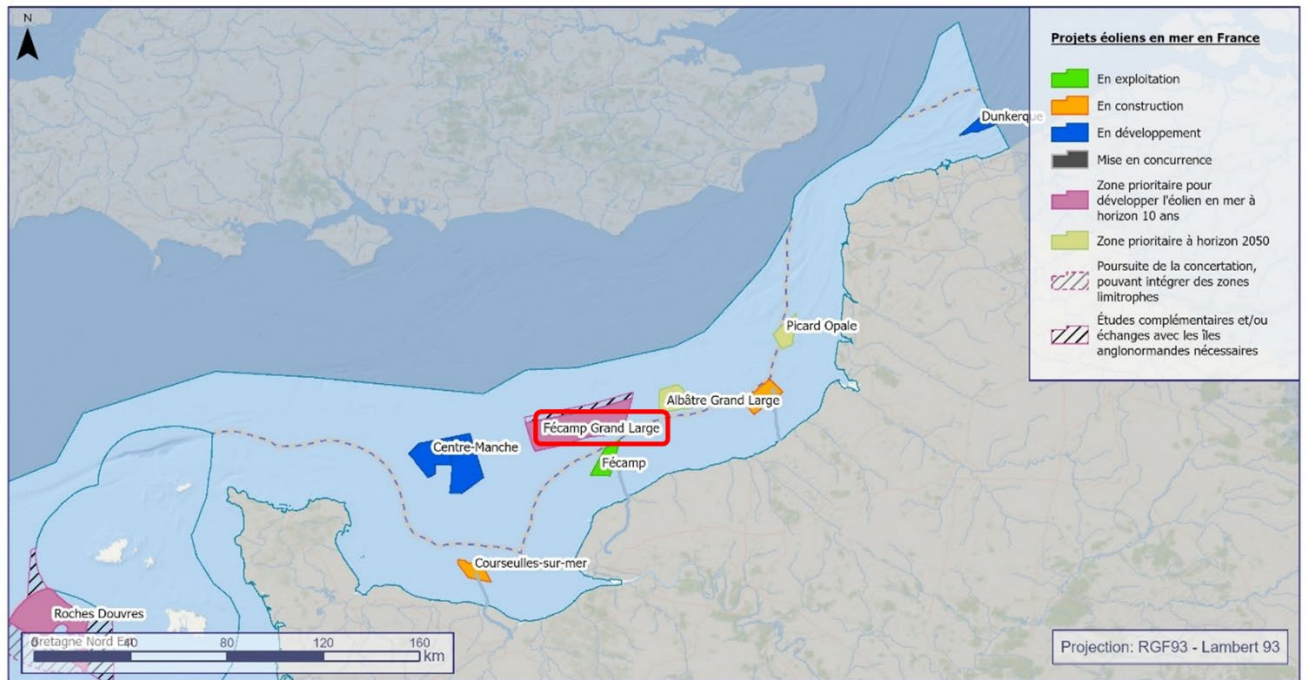 N
Projets éoliens en mer en France
En exploitation
En construction
En développement
Mise en concurrence
Zone prioritaire pour
développer l'éolien en mer à
horizon 10 ans
Zone prioritaire à horizon 2050
Poursuite de la concertation,
pouvant intégrer des zones
limitrophes
Études complémentaires et/ou
échanges avec les îles
anglonormandes nécessaires
Dunkerque
Picard Opale
Albâtre Grand Large
Fécamp Grand Large
Centre-Manche
Fécamp
Courseulles-sur-mer
Roches Douvres
Bretagne Nord Est
0 40 80 120 160
km
Projection: RGF93 - Lambert 93